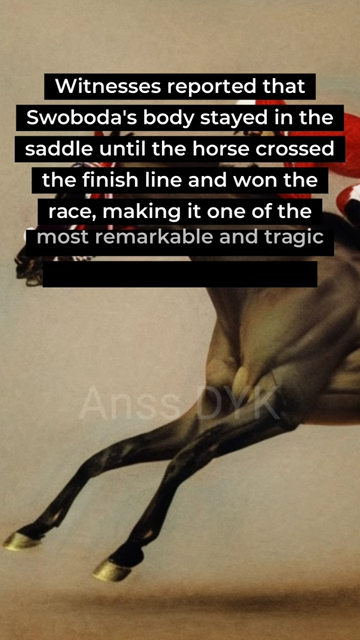 Witnesses reported that
Swoboda's body stayed in the
saddle until the horse crossed
the finish line and won the
race, making it one of the
most remarkable and tragic
Anss DYK